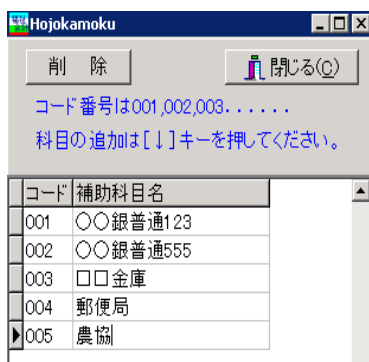 Hojokamoku
削 除
閉じる(C)
コード番号は001,002,003......
科目の追加は[↓]キーを押してください。
コード 補助科目名
001 〇〇銀普通123
002 〇〇銀普通555
003 □□金庫
004 郵便局
005 農協